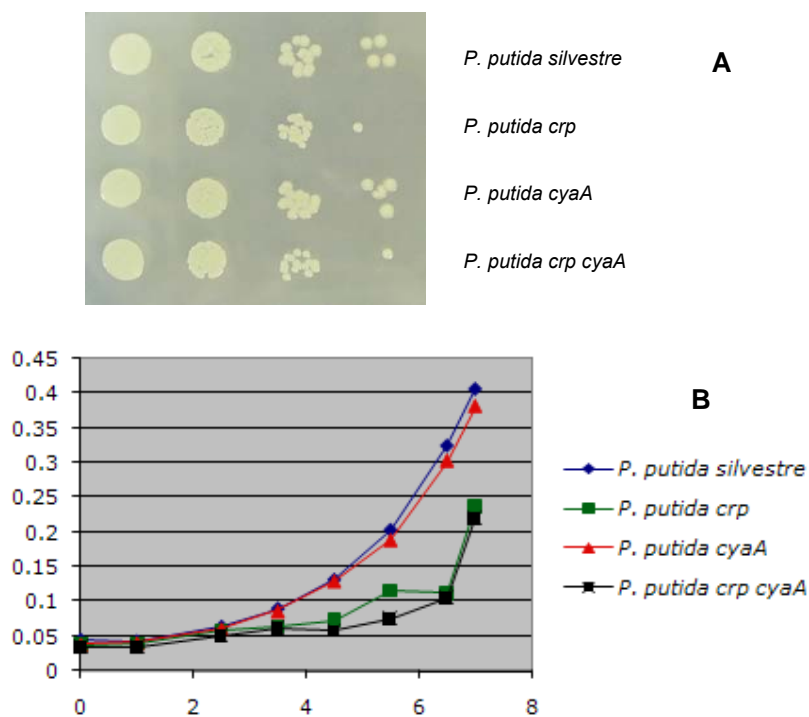 P. putida silvestre
A
P. putida crp
P. putida cyaA
P. putida crp cyaA
0.45
0.4
0.35
0.3
0.25
0.2
0.15
0.1
0.05
0
0 2 4 6 8
B
P. putida silvestre
P. putida crp
P. putida cyaA
P. putida crp cyaA